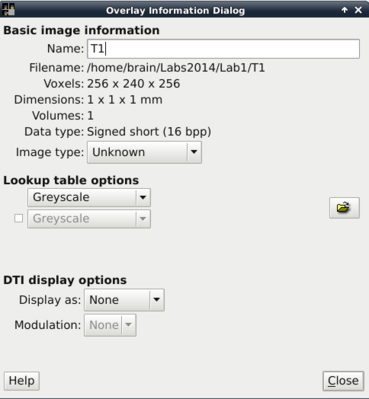 Overlay Information Dialog
Basic image information
Name: T1
Filename: /home/brain/Labs2014/Lab1/T1
Voxels: 256 x 240 x 256
Dimensions: 1 x 1 x 1 mm
Volumes: 1
Data type: Signed short (16 bpp)
Image type: Unknown
Lookup table options
Greyscale
Greyscale
DTI display options
Display as: None
Modulation: None
Help Close